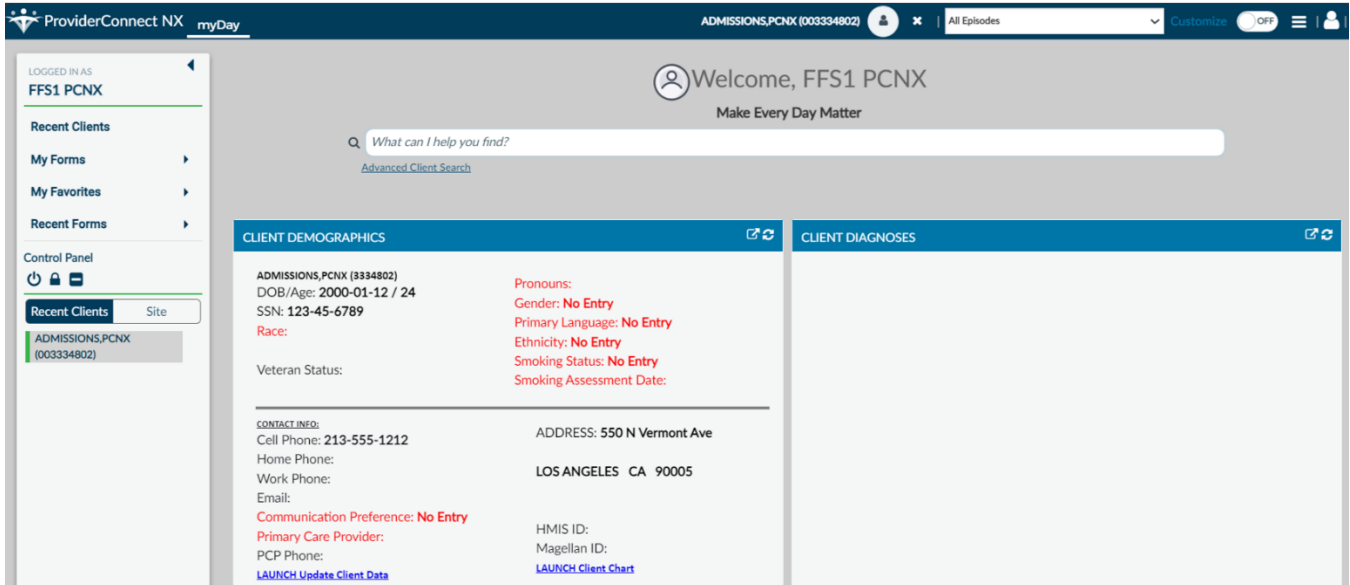 ProviderConnect NX myDay
ADMISSIONS,PCNX (003334802)
All Episodes
Customize
OFF
LOGGED IN AS
FFS1 PCNX
Recent Clients
My Forms
My Favorites
Recent Forms
Control Panel
Recent Clients Site
ADMISSIONS,PCNX
(003334802)
Welcome, FFS1 PCNX
Make Every Day Matter
What can I help you find?
Advanced Client Search
CLIENT DEMOGRAPHICS
ADMISSIONS,PCNX (3334802)
DOB/Age: 2000-01-12 / 24
SSN: 123-45-6789
Race:
Veteran Status:
Pronouns:
Gender: No Entry
Primary Language: No Entry
Ethnicity: No Entry
Smoking Status: No Entry
Smoking Assessment Date:
CONTACT INFO:
Cell Phone: 213-555-1212
Home Phone:
Work Phone:
Email:
Communication Preference: No Entry
Primary Care Provider:
PCP Phone:
LAUNCH Update Client Data
ADDRESS: 550 N Vermont Ave
LOS ANGELES CA 90005
HMIS ID:
Magellan ID:
LAUNCH Client Chart
CLIENT DIAGNOSES